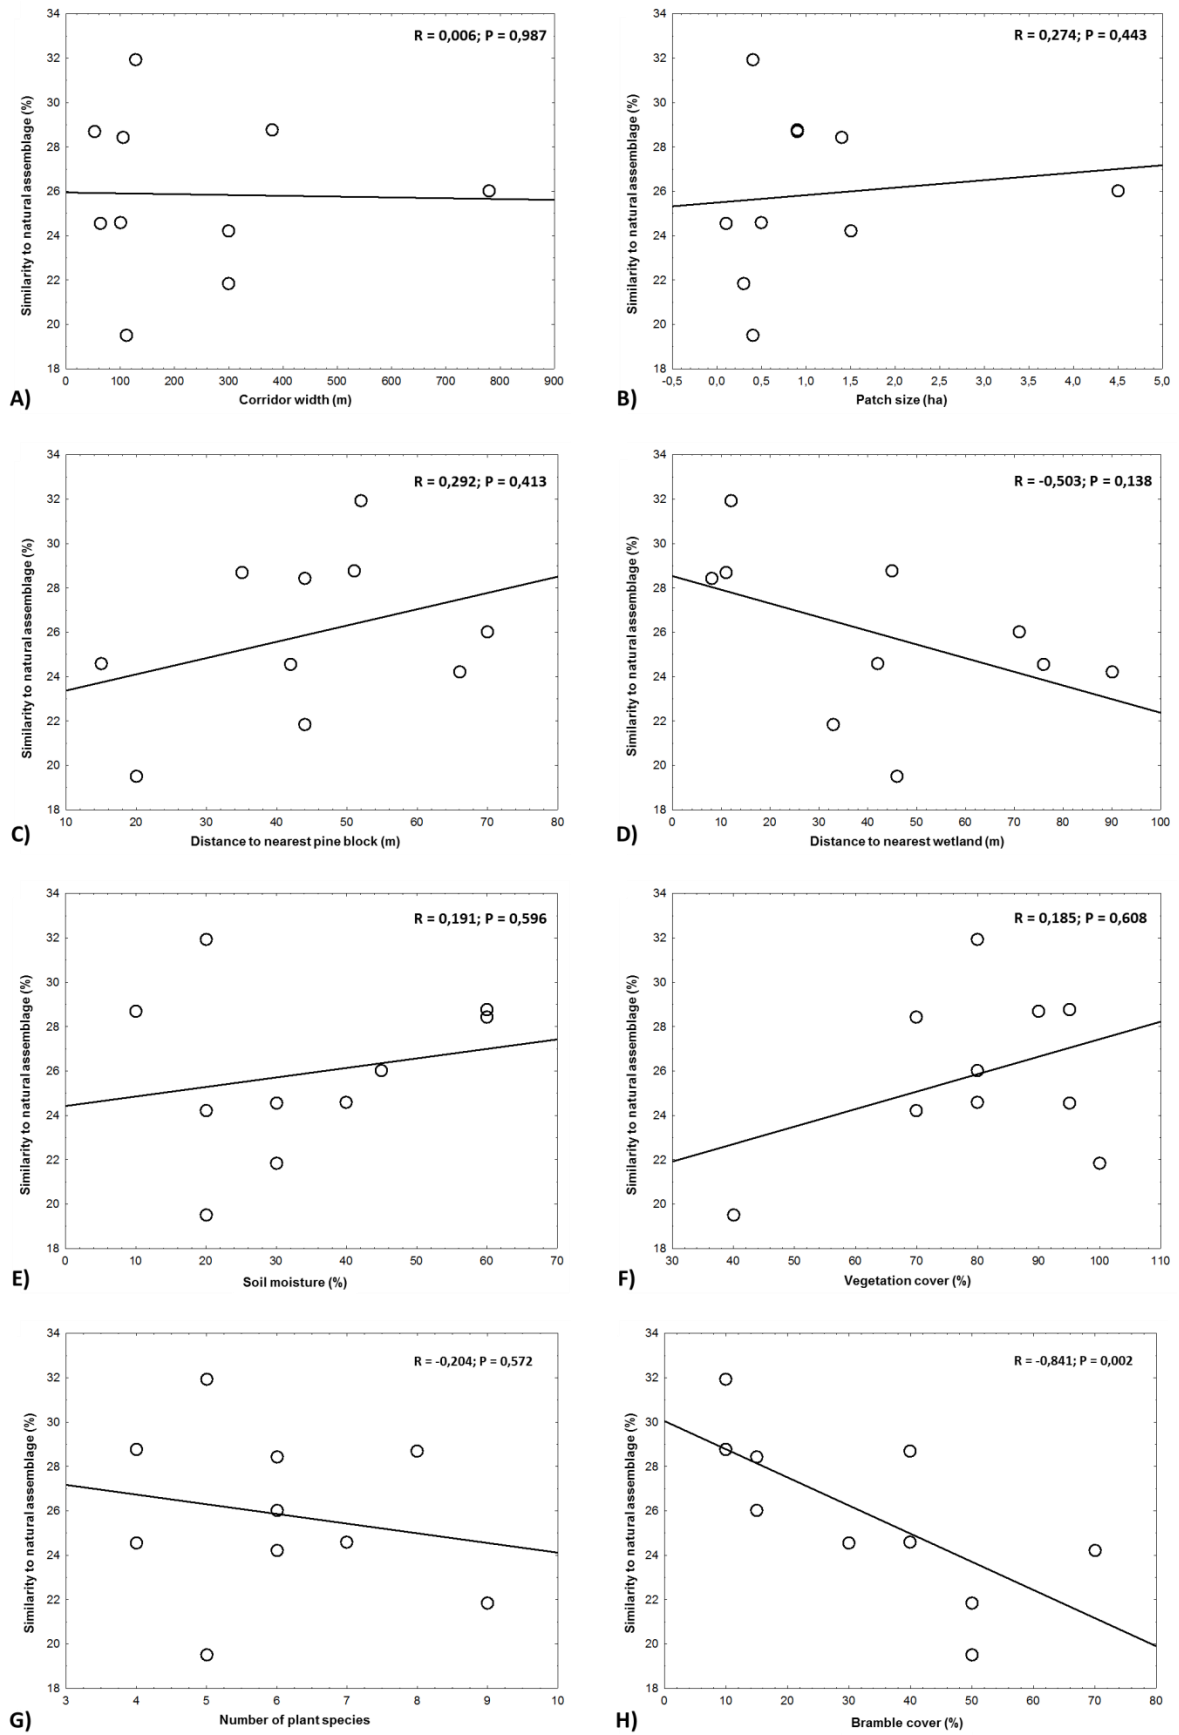 R = 0,006; P = 0,987
Similarity to natural assemblage (%)
34
32
30
28
26
24
22
20
18
0 100 200 300 400 500 600 700 800 900
Corridor width (m)
A)
R = 0,274; P = 0,443
Similarity to natural assemblage (%)
34
32
30
28
26
24
22
20
18
-0,5 0,0 0,5 1,0 1,5 2,0 2,5 3,0 3,5 4,0 4,5 5,0
Patch size (ha)
B)
R = 0,292; P = 0,413
Similarity to natural assemblage (%)
34
32
30
28
26
24
22
20
18
10 20 30 40 50 60 70 80
Distance to nearest pine block (m)
C)
R = -0,503; P = 0,138
Similarity to natural assemblage (%)
34
32
30
28
26
24
22
20
18
0 10 20 30 40 50 60 70 80 90 100
Distance to nearest wetland (m)
D)
R = 0,191; P = 0,596
Similarity to natural assemblage (%)
34
32
30
28
26
24
22
20
18
0 10 20 30 40 50 60 70
Soil moisture (%)
E)
R = 0,185; P = 0,608
Similarity to natural assemblage (%)
34
32
30
28
26
24
22
20
18
30 40 50 60 70 80 90 100 110
Vegetation cover (%)
F)
R = -0,204; P = 0,572
Similarity to natural assemblage (%)
34
32
30
28
26
24
22
20
18
3 4 5 6 7 8 9 10
Number of plant species
G)
R = -0,841; P = 0,002
Similarity to natural assemblage (%)
34
32
30
28
26
24
22
20
18
0 10 20 30 40 50 60 70 80
Bramble cover (%)
H)